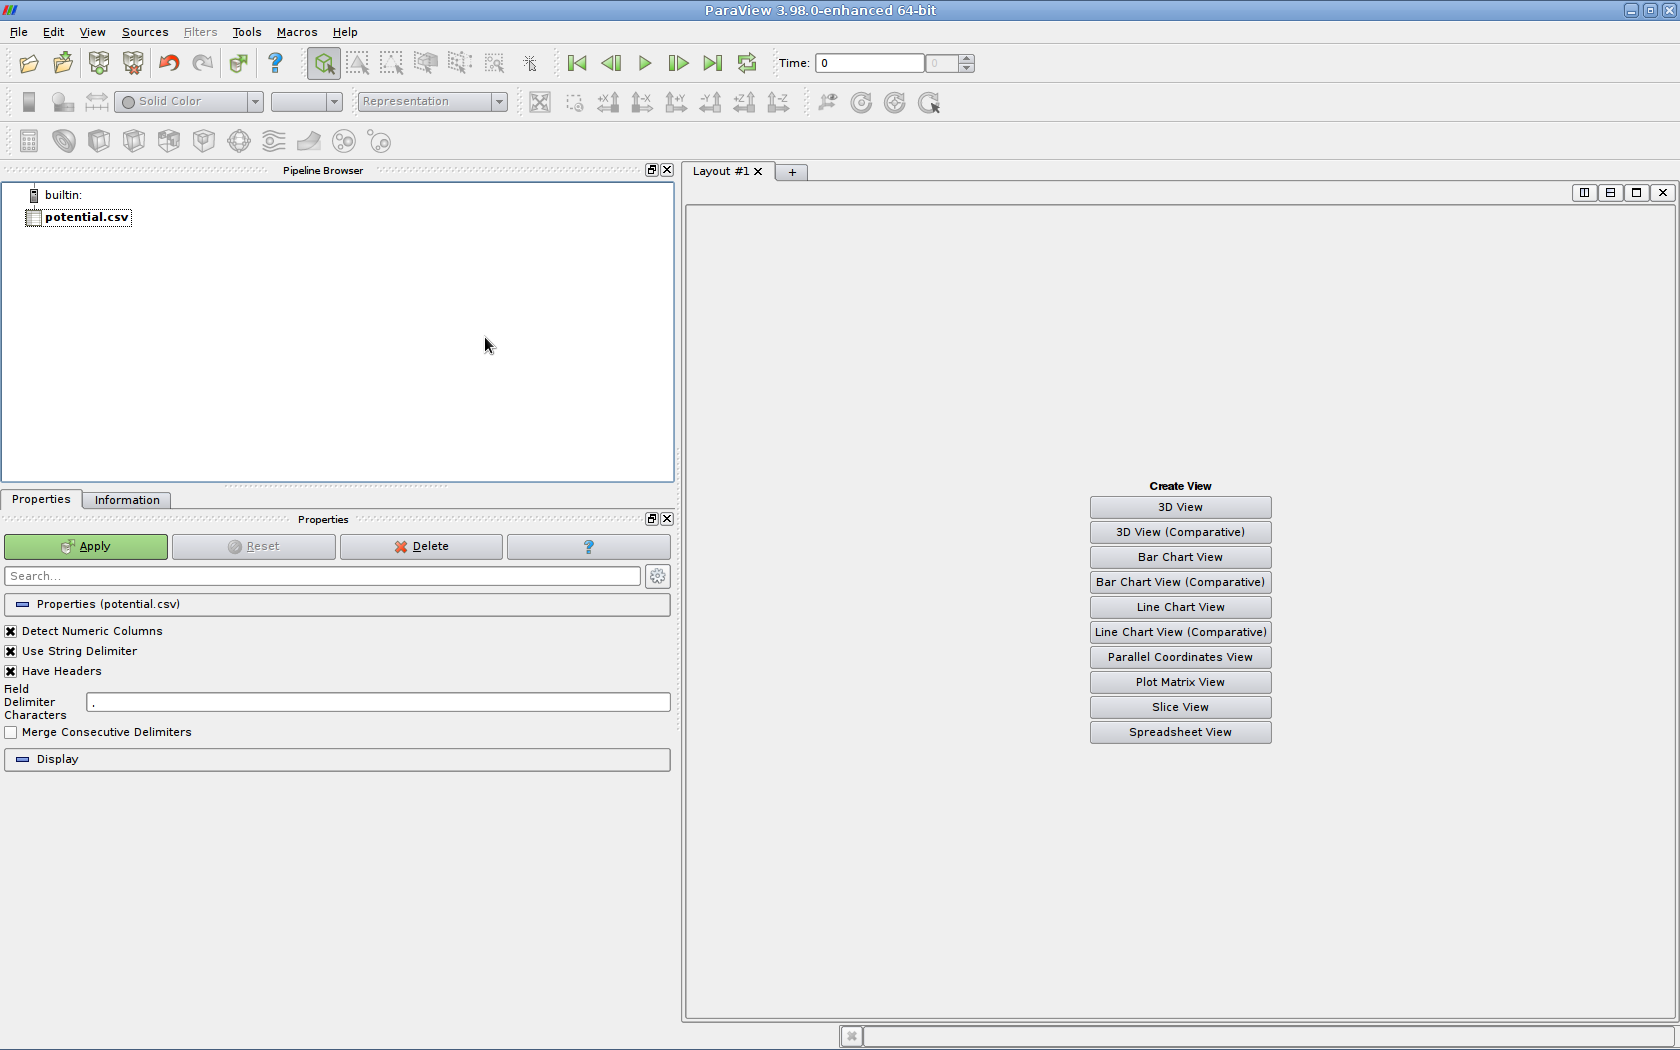 ParaView 3.98.0-enhanced 64-bit
File Edit View Sources Filters Tools Macros Help
Time: 0 0
Solid Color Representation
+X -X +Y -Y +Z -Z
Pipeline Browser
builtin:
potential.csv
Properties Information
Properties
Apply Reset Delete ?
Search...
Properties (potential.csv)
Detect Numeric Columns
Use String Delimiter
Have Headers
Field
Delimiter
Characters
,
Merge Consecutive Delimiters
Display
Layout #1 +
Create View
3D View
3D View (Comparative)
Bar Chart View
Bar Chart View (Comparative)
Line Chart View
Line Chart View (Comparative)
Parallel Coordinates View
Plot Matrix View
Slice View
Spreadsheet View